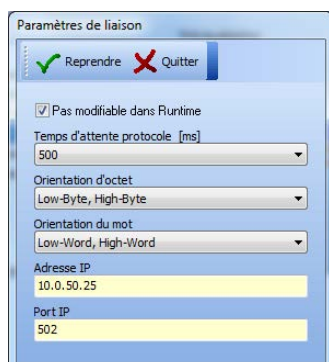 Paramètres de liaison
Reprendre Quitter
Pas modifiable dans Runtime
Temps d'attente protocole [ms]
500
Orientation d'octet
Low-Byte, High-Byte
Orientation du mot
Low-Word, High-Word
Adresse IP
10.0.50.25
Port IP
502